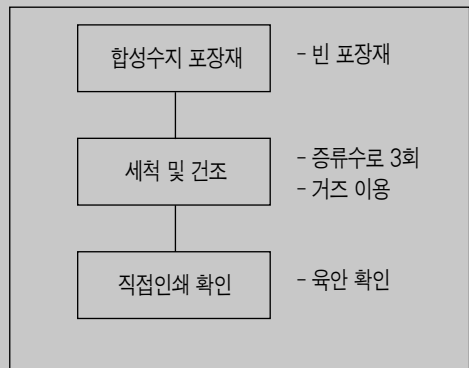 합성수지 포장재
- 빈 포장재
세척 및 건조
- 증류수로 3회
- 거즈 이용
직접인쇄 확인
- 육안 확인